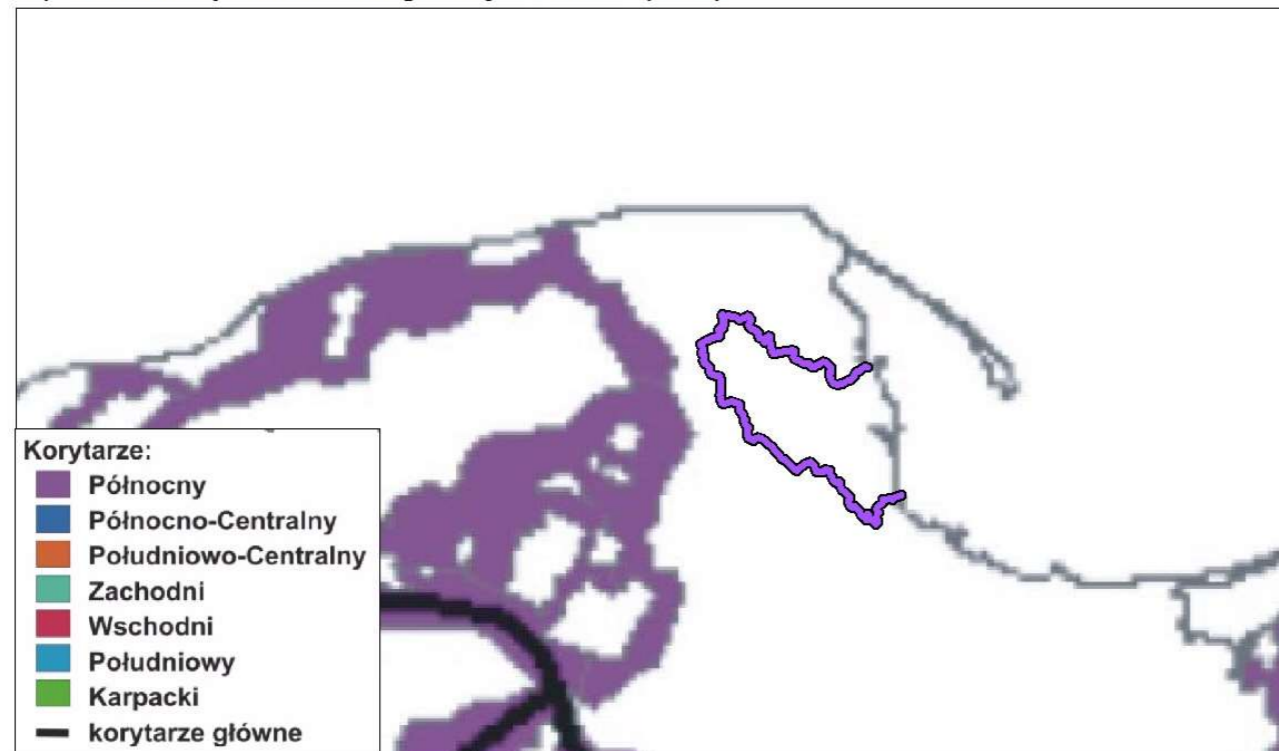 Korytarze:
Północny
Północno-Centralny
Południowo-Centralny
Zachodni
Wschodni
Południowy
Karpacki
korytarze główne